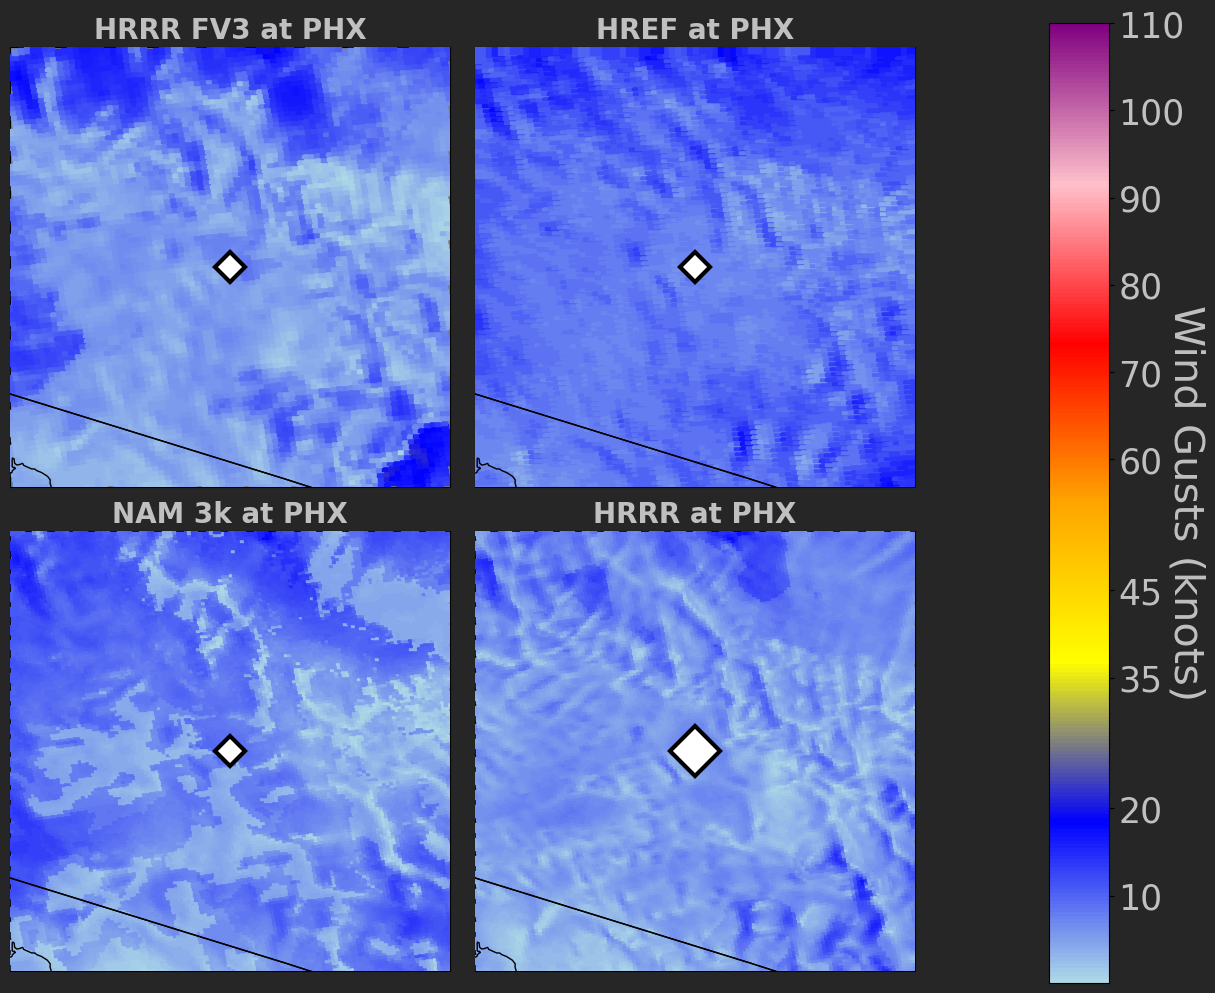 HRRR FV3 at PHX
HREF at PHX
NAM 3k at PHX
HRRR at PHX
110
100
90
80
70
60
45
35
20
10
Wind Gusts (knots)